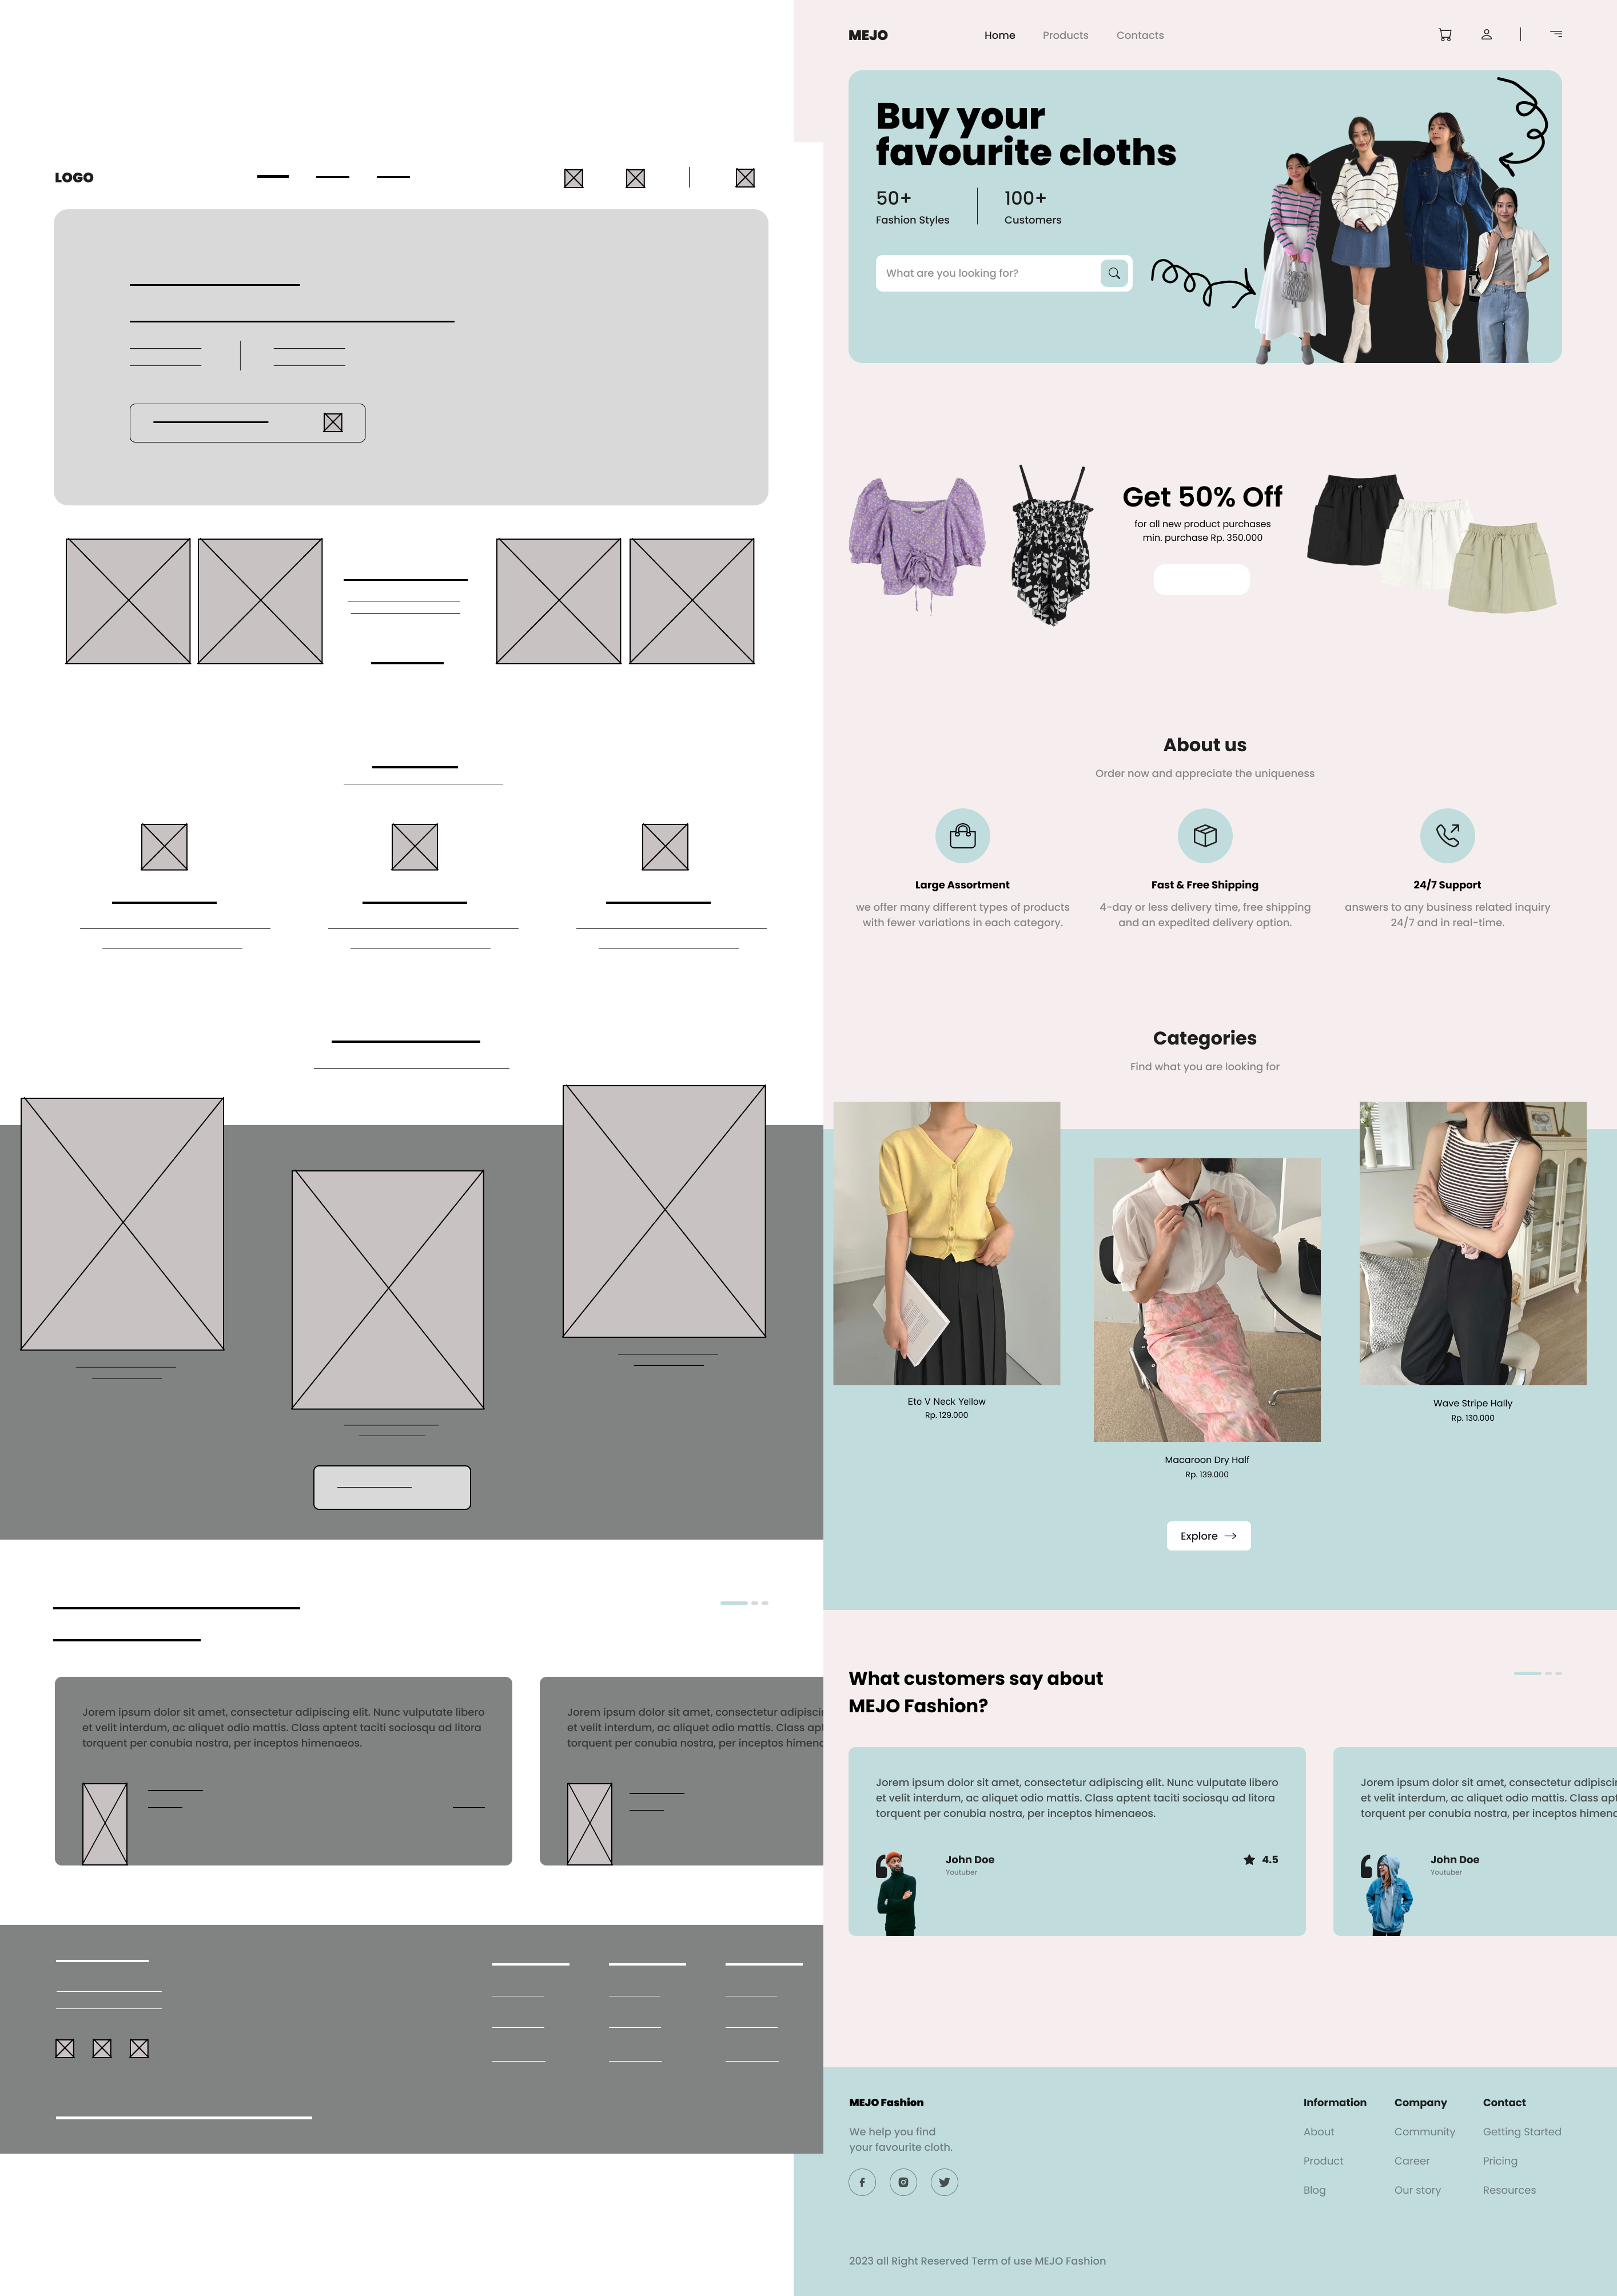 LOGO
Jorem ipsum dolor sit amet, consectetur adipiscing elit. Nunc vulputate libero
et velit interdum, ac aliquet odio mattis. Class aptent taciti sociosqu ad litora
torquent per conubia nostra, per inceptos himenaeos.
Jorem ipsum dolor sit amet, consectetur
et velit interdum, ac aliquet odio mattis. Class
torquent per conubia nostra, per inceptos
MEJO
Home
Products
Contacts
Buy your
favourite cloths
50+
Fashion Styles
100+
Customers
What are you looking for?
Get 50% Off
for all new product purchases
min. purchase Rp. 350.000
About us
Order now and appreciate the uniqueness
Large Assortment
we offer many different types of products
with fewer variations in each category.
Fast & Free Shipping
4-day or less delivery time, free shipping
and an expedited delivery option.
24/7 Support
answers to any business related inquiry
24/7 and in real-time.
Categories
Find what you are looking for
Eto V Neck Yellow
Rp. 129.000
Macaroon Dry Half
Rp. 139.000
Wave Stripe Hally
Rp. 130.000
Explore
What customers say about
MEJO Fashion?
Jorem ipsum dolor sit amet, consectetur adipiscing elit. Nunc vulputate libero
et velit interdum, ac aliquet odio mattis. Class aptent taciti sociosqu ad litora
torquent per conubia nostra, per inceptos himenaeos.
John Doe
Youtuber
4.5
Jorem ipsum dolor sit amet, consectetur
et velit interdum, ac aliquet odio mattis. Class
torquent per conubia nostra, per inceptos
John Doe
Youtuber
MEJO Fashion
We help you find
your favourite cloth.
Information
About
Product
Blog
Company
Community
Career
Our story
Contact
Getting Started
Pricing
Resources
2023 all Right Reserved Term of use MEJO Fashion